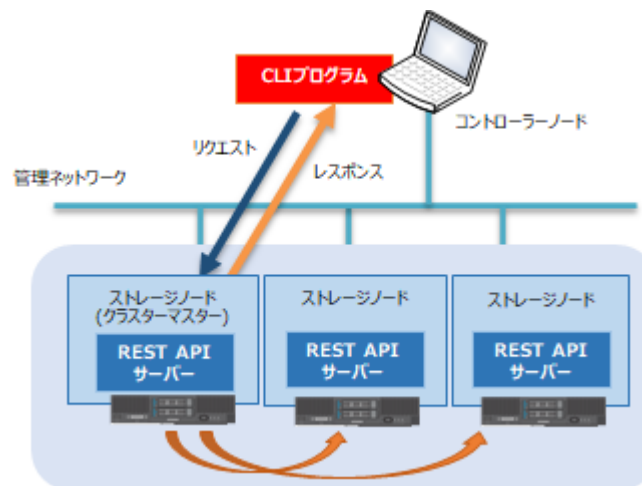 CLIプログラム
コントローラーノード
リクエスト
レスポンス
管理ネットワーク
ストレージノード
(クラスターマスター)
REST API
サーバー
ストレージノード
REST API
サーバー
ストレージノード
REST API
サーバー